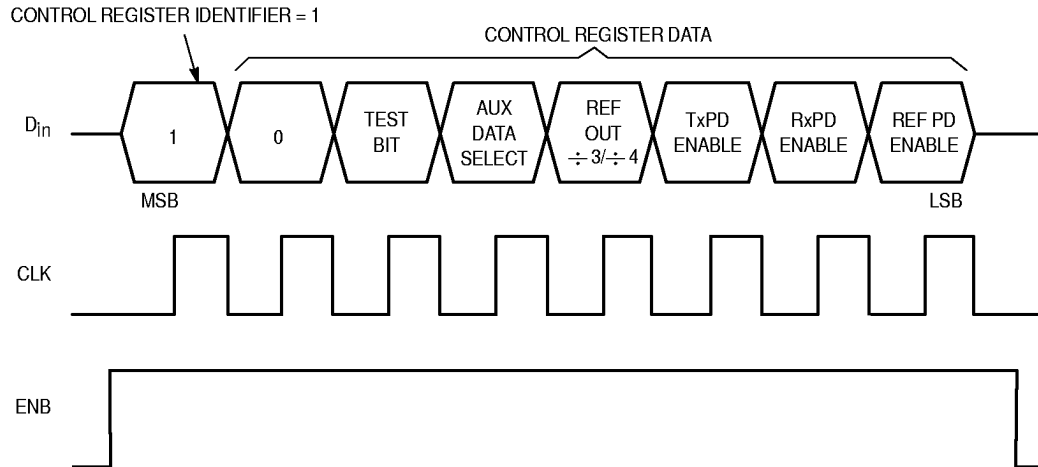 CONTROL REGISTER IDENTIFIER = 1
CONTROL REGISTER DATA
Din
1
0
TEST
BIT
AUX
DATA
SELECT
REF
OUT
÷ 3/÷ 4
TxPD
ENABLE
RxPD
ENABLE
REF PD
ENABLE
MSB
LSB
CLK
ENB